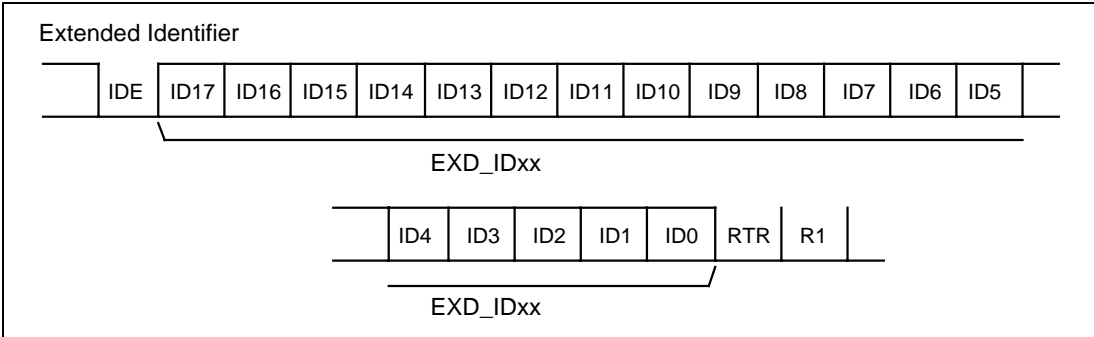 Extended Identifier
IDE ID17 ID16 ID15 ID14 ID13 ID12 ID11 ID10 ID9 ID8 ID7 ID6 ID5
EXD_IDxx
ID4 ID3 ID2 ID1 ID0 RTR R1
EXD_IDxx